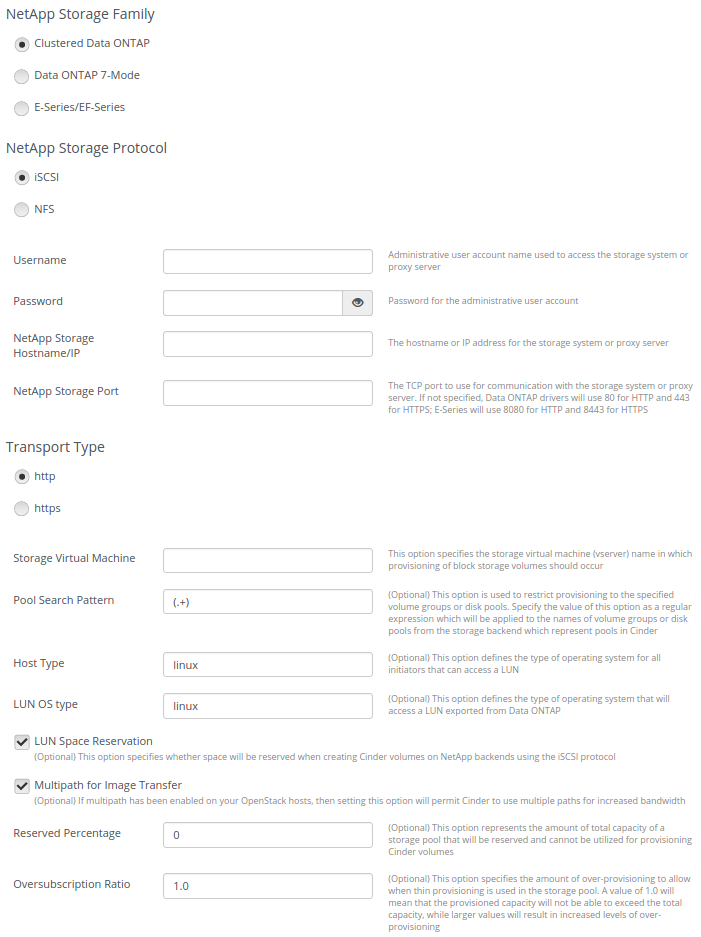 NetApp Storage Family
Clustered Data ONTAP
Data ONTAP 7-Mode
E-Series/EF-Series
NetApp Storage Protocol
iSCSI
NFS
Username
Administrative user account name used to access the storage system or
proxy server
Password
Password for the administrative user account
NetApp Storage
Hostname/IP
The hostname or IP address for the storage system or proxy server
NetApp Storage Port
The TCP port to use for communication with the storage system or proxy
server. If not specified, Data ONTAP drivers will use 80 for HTTP and 443
for HTTPS; E-Series will use 8080 for HTTP and 8443 for HTTPS
Transport Type
http
https
Storage Virtual Machine
This option specifies the storage virtual machine (vserver) name in which
provisioning of block storage volumes should occur
Pool Search Pattern
(.+)
(Optional) This option is used to restrict provisioning to the specified
volume groups or disk pools. Specify the value of this option as a regular
expression which will be applied to the names of volume groups or disk
pools from the storage backend which represent pools in Cinder
Host Type
linux
(Optional) This option defines the type of operating system for all
initiators that can access a LUN
LUN OS type
linux
(Optional) This option defines the type of operating system that will
access a LUN exported from Data ONTAP
LUN Space Reservation
(Optional) This option specifies whether space will be reserved when creating Cinder volumes on NetApp backends using the iSCSI protocol
Multipath for Image Transfer
(Optional) If multipath has been enabled on your OpenStack hosts, then setting this option will permit Cinder to use multiple paths for increased bandwidth
Reserved Percentage
0
(Optional) This option represents the amount of total capacity of a
storage pool that will be reserved and cannot be utilized for provisioning
Cinder volumes
Oversubscription Ratio
1.0
(Optional) This option specifies the amount of over-provisioning to allow
when thin provisioning is used in the storage pool. A value of 1.0 will
mean that the provisioned capacity will not be able to exceed the total
capacity, while larger values will result in increased levels of over-
provisioning